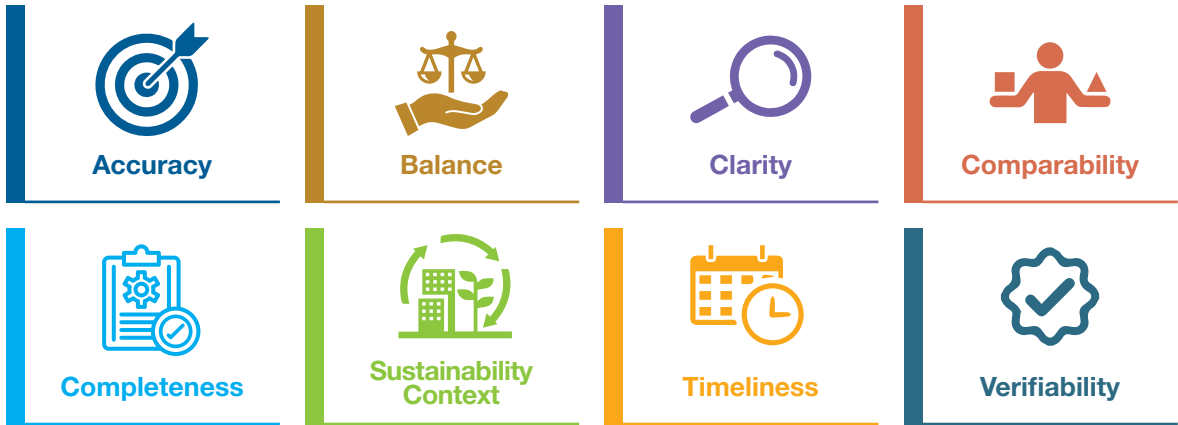 Accuracy
Balance
Clarity
Comparability
Completeness
Sustainability
Context
Timeliness
Verifiability